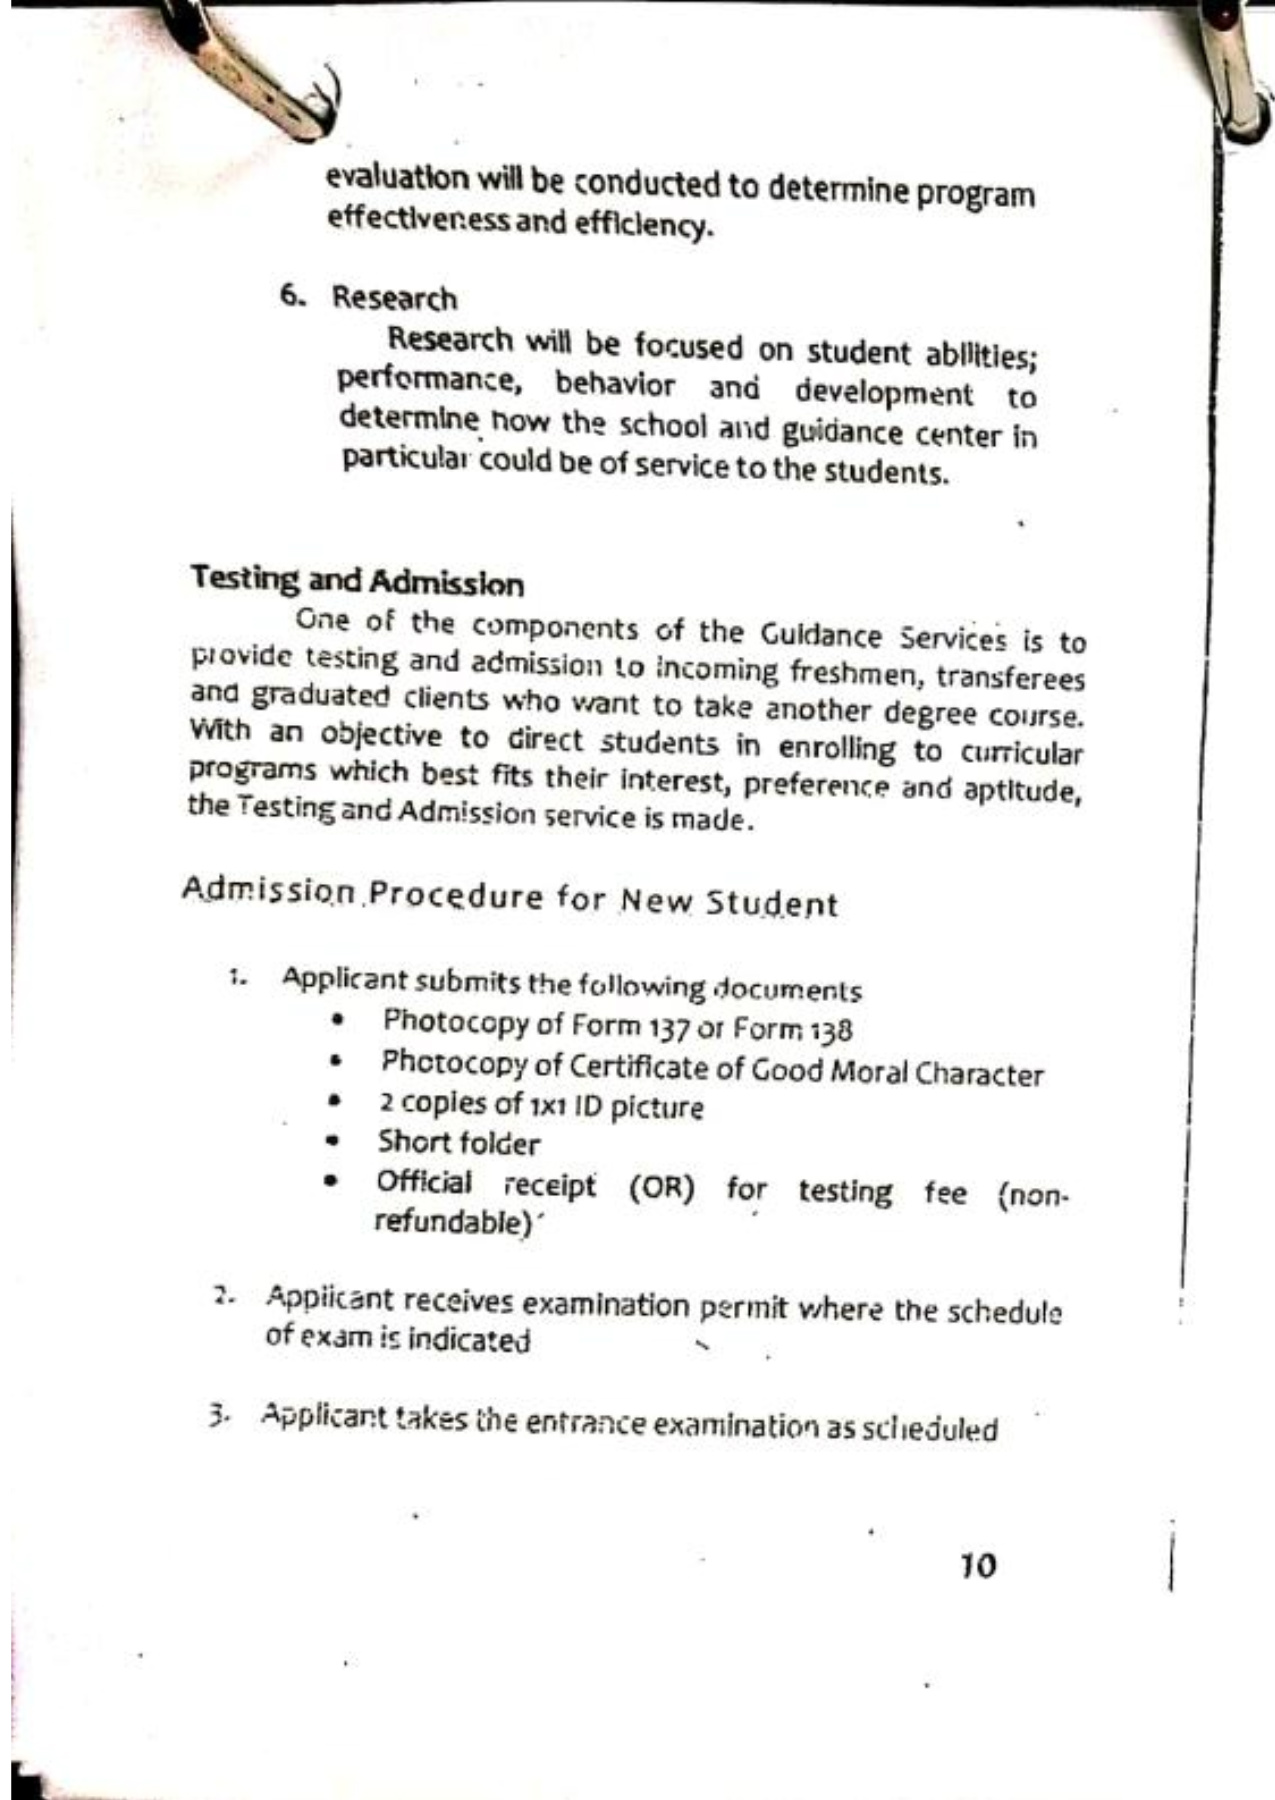 evaluation will be conducted to determine program
effectiveness and efficiency.
6. Research
Research will be focused on student abilities;
performance, behavior and development to
determine how the school and guidance center in
particular could be of service to the students.
Testing and Admission
One of the components of the Guidance Services is to
provide testing and admission to incoming freshmen, transferees
and graduated clients who want to take another degree course.
With an objective to direct students in enrolling to curricular
programs which best fits their interest, preference and aptitude,
the Testing and Admission service is made.
Admission Procedure for New Student
1. Applicant submits the following documents
• Photocopy of Form 137 or Form 138
• Photocopy of Certificate of Good Moral Character
• 2 copies of 1x1 ID picture
• Short folder
• Official receipt (OR) for testing fee (non-
refundable)
2. Applicant receives examination permit where the schedule
of exam is indicated
3. Applicant takes the entrance examination as scheduled
10